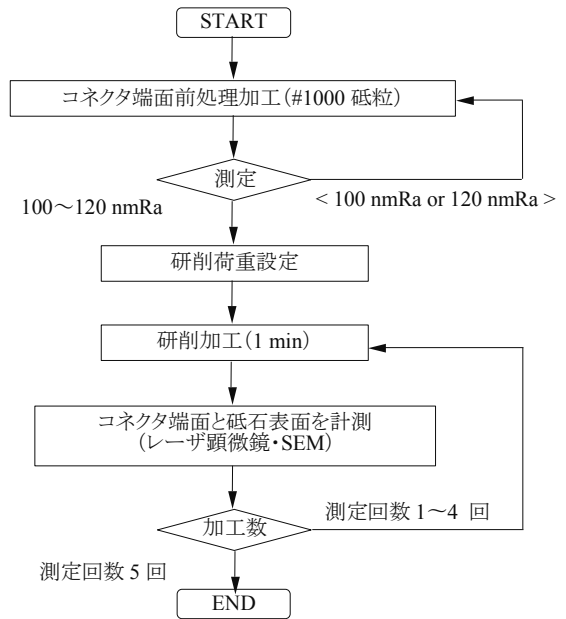 START
コネクタ端面前処理加工(#1000 砥粒)
測定
100～120 nmRa
< 100 nmRa or 120 nmRa >
研削荷重設定
研削加工(1 min)
コネクタ端面と砥石表面を計測
(レーザ顕微鏡・SEM)
加工数
測定回数 1～4 回
測定回数 5 回
END